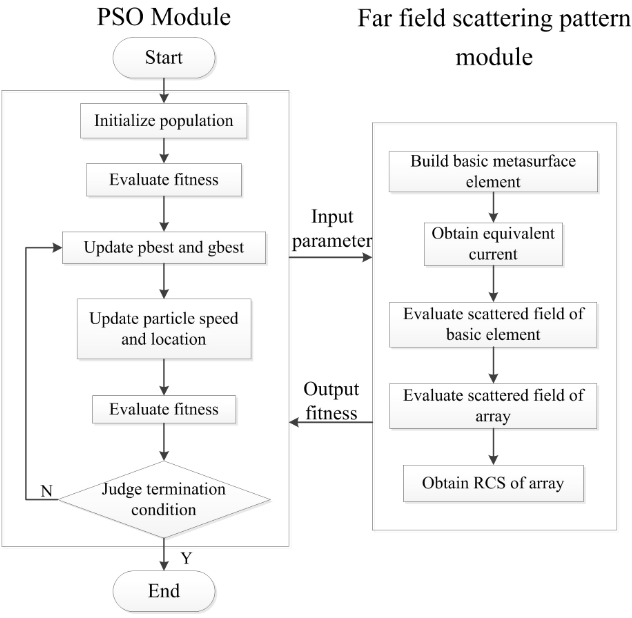 PSO Module
Start
Initialize population
Evaluate fitness
Update pbest and gbest
Update particle speed
and location
Evaluate fitness
Judge termination
condition
N
Y
End
Input
parameter
Output
fitness
Far field scattering pattern
module
Build basic metasurface
element
Obtain equivalent
current
Evaluate scattered field of
basic element
Evaluate scattered field of
array
Obtain RCS of array